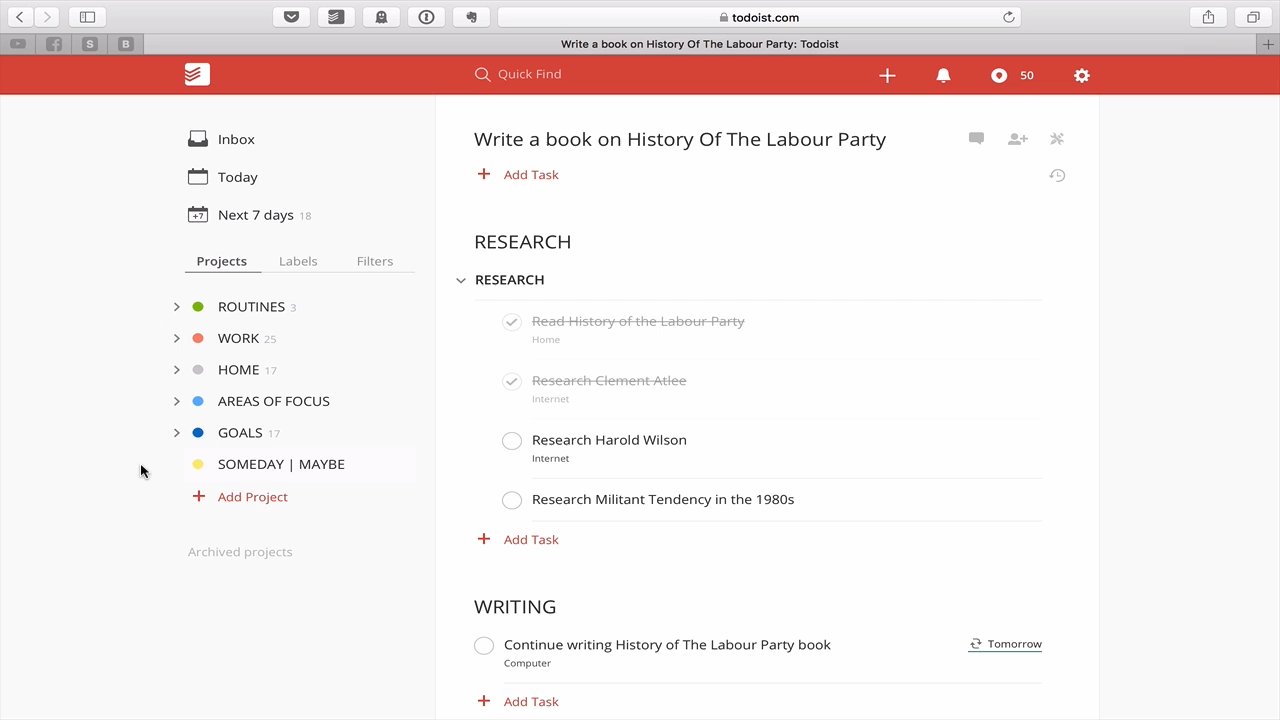 todoist.com
S
B
Write a book on History Of The Labour Party: Todoist
Quick Find
50
Inbox
Today
+7 Next 7 days 18
Projects Labels Filters
ROUTINES 3
WORK 25
HOME 17
AREAS OF FOCUS
GOALS 17
SOMEDAY | MAYBE
Add Project
Archived projects
Write a book on History Of The Labour Party
Add Task
RESEARCH
RESEARCH
Read History of the Labour Party
Home
Research Clement Atlee
Internet
Research Harold Wilson
Internet
Research Militant Tendency in the 1980s
Add Task
WRITING
Continue writing History of The Labour Party book Tomorrow
Computer
Add Task